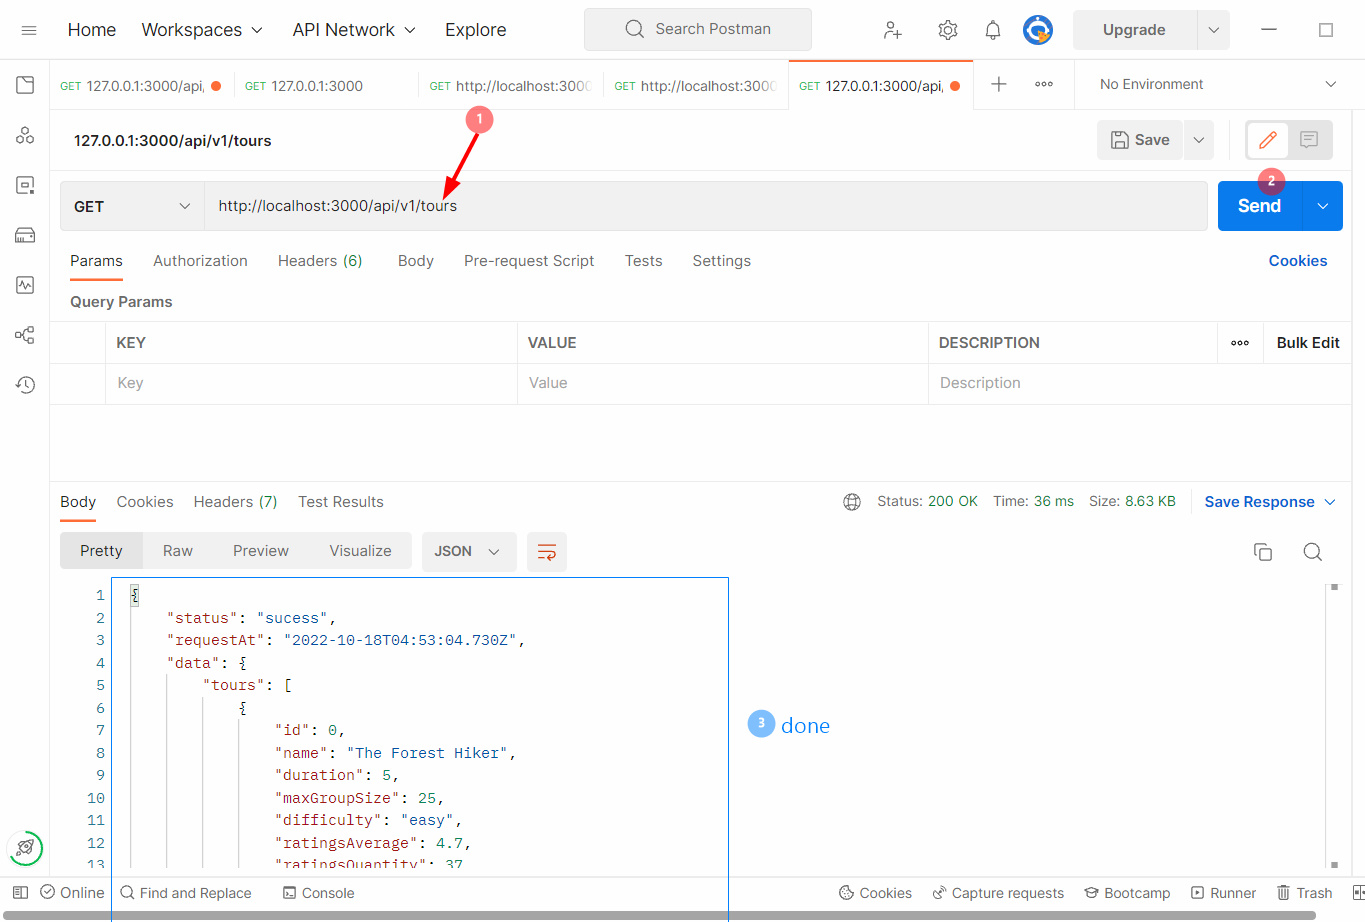 Home Workspaces API Network Explore Search Postman Upgrade
GET 127.0.0.1:3000/api, GET 127.0.0.1:3000 GET http://localhost:3000 GET http://localhost:3000 GET 127.0.0.1:3000/api, No Environment
1
127.0.0.1:3000/api/v1/tours Save
2
GET http://localhost:3000/api/v1/tours Send
Params Authorization Headers (6) Body Pre-request Script Tests Settings Cookies
Query Params
KEY VALUE DESCRIPTION Bulk Edit
Key Value Description
Body Cookies Headers (7) Test Results Status: 200 OK Time: 36 ms Size: 8.63 KB Save Response
Pretty Raw Preview Visualize JSON
1 {
2 "status": "sucess",
3 "requestAt": "2022-10-18T04:53:04.730Z",
4 "data": {
5 "tours": [
6 {
7 "id": 0,
3 done
8 "name": "The Forest Hiker",
9 "duration": 5,
10 "maxGroupSize": 25,
11 "difficulty": "easy",
12 "ratingsAverage": 4.7,
13 "ratingsQuantity": 37
Online Find and Replace Console Cookies Capture requests Bootcamp Runner Trash